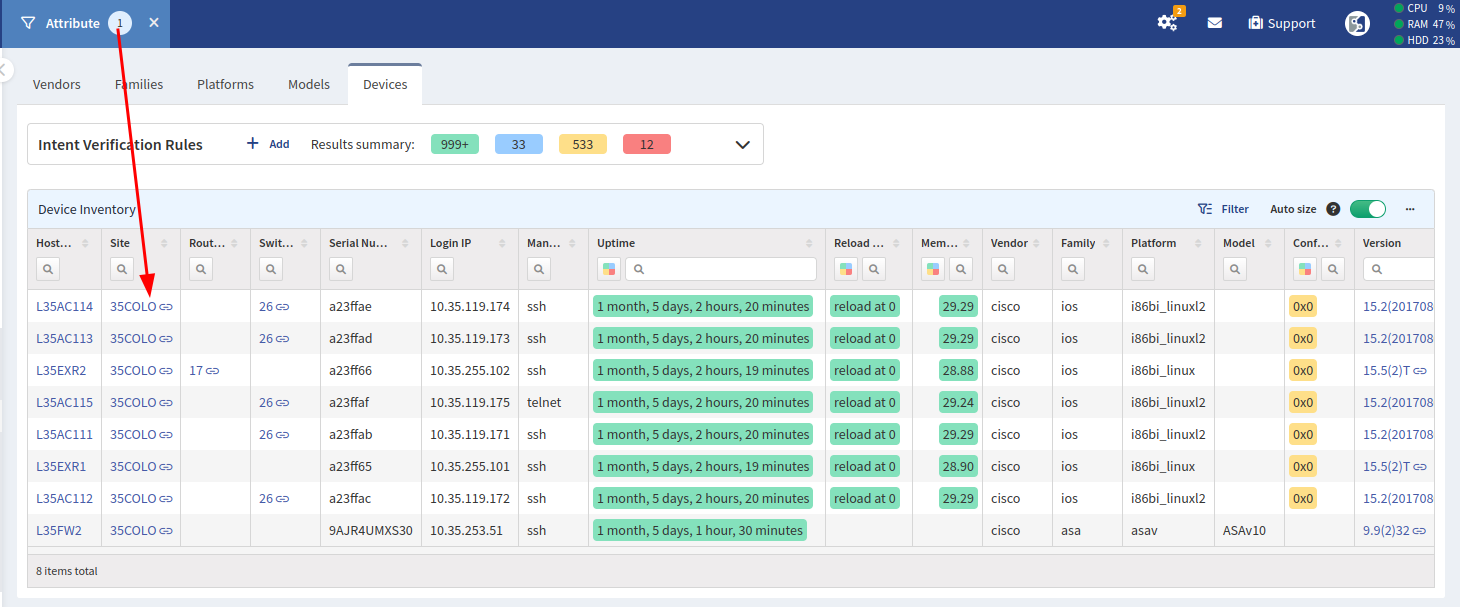 Attribute 1
2
Support
CPU 9 %
RAM 47 %
HDD 23 %
Vendors Families Platforms Models Devices
Intent Verification Rules + Add Results summary: 999+ 33 533 12
Device Inventory Filter Auto size ? ...
Host... Site Rout... Swit... Serial Nu... Login IP Man... Uptime Reload ... Mem... Vendor Family Platform Model Conf... Version
L35AC114 35COLO 26 a23ffae 10.35.119.174 ssh 1 month, 5 days, 2 hours, 20 minutes reload at 0 29.29 cisco ios i86bi_linuxl2 0x0 15.2(201708
L35AC113 35COLO 26 a23ffad 10.35.119.173 ssh 1 month, 5 days, 2 hours, 20 minutes reload at 0 29.29 cisco ios i86bi_linuxl2 0x0 15.2(201708
L35EXR2 35COLO 17 a23ff66 10.35.255.102 ssh 1 month, 5 days, 2 hours, 19 minutes reload at 0 28.88 cisco ios i86bi_linux 0x0 15.5(2)T
L35AC115 35COLO 26 a23ffaf 10.35.119.175 telnet 1 month, 5 days, 2 hours, 20 minutes reload at 0 29.24 cisco ios i86bi_linuxl2 0x0 15.2(201708
L35AC111 35COLO 26 a23ffab 10.35.119.171 ssh 1 month, 5 days, 2 hours, 20 minutes reload at 0 29.29 cisco ios i86bi_linuxl2 0x0 15.2(201708
L35EXR1 35COLO a23ff65 10.35.255.101 ssh 1 month, 5 days, 2 hours, 19 minutes reload at 0 28.90 cisco ios i86bi_linux 0x0 15.5(2)T
L35AC112 35COLO 26 a23ffac 10.35.119.172 ssh 1 month, 5 days, 2 hours, 20 minutes reload at 0 29.29 cisco ios i86bi_linuxl2 0x0 15.2(201708
L35FW2 35COLO 9AJR4UMXS30 10.35.253.51 ssh 1 month, 5 days, 1 hour, 30 minutes cisco asa asav ASAv10 9.9(2)32
8 items total